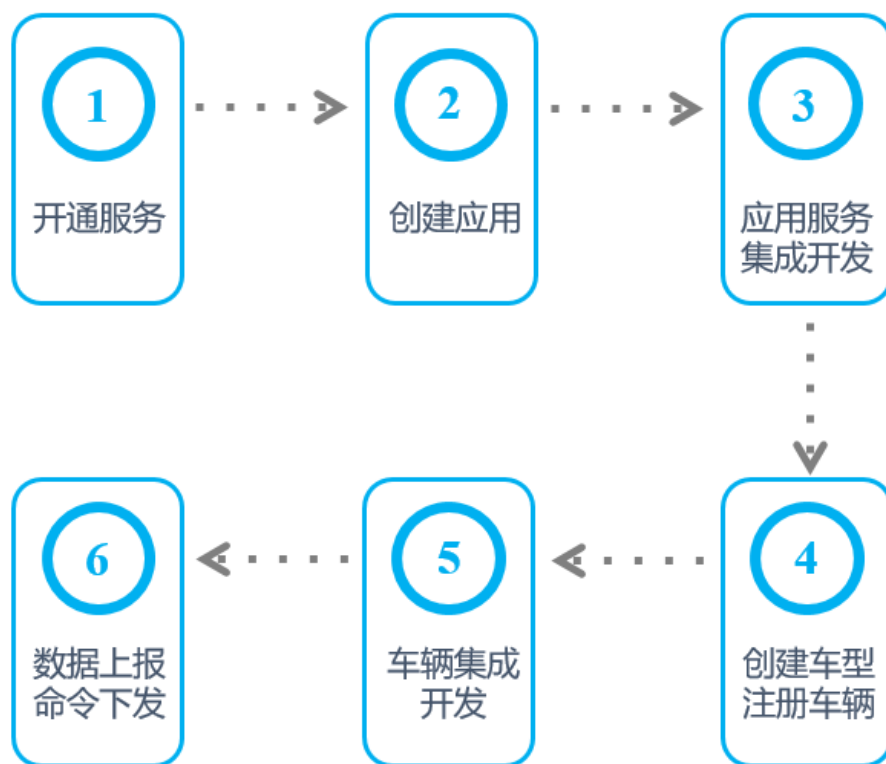 1
开通服务
2
创建应用
3
应用服务
集成开发
4
创建车型
注册车辆
5
车辆集成
开发
6
数据上报
命令下发